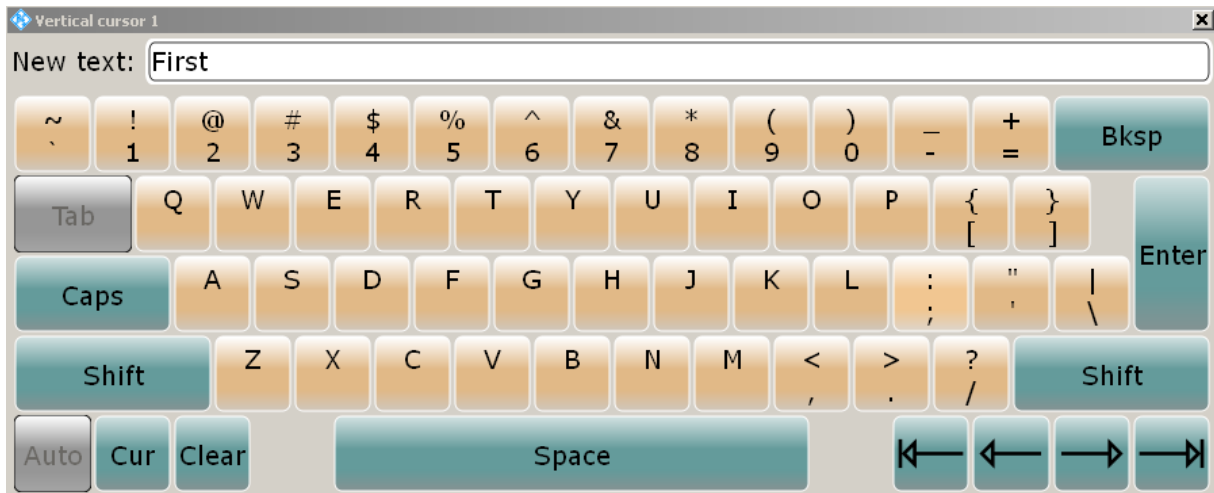 Vertical cursor 1
New text: First
~ ! @ # $ % ^ & * ( ) _ + Bksp
` 1 2 3 4 5 6 7 8 9 0 - =
Tab Q W E R T Y U I O P { }
[ ] Enter
Caps A S D F G H J K L : " |
; ' \
Shift Z X C V B N M < > ? Shift
, . /
Auto Cur Clear Space